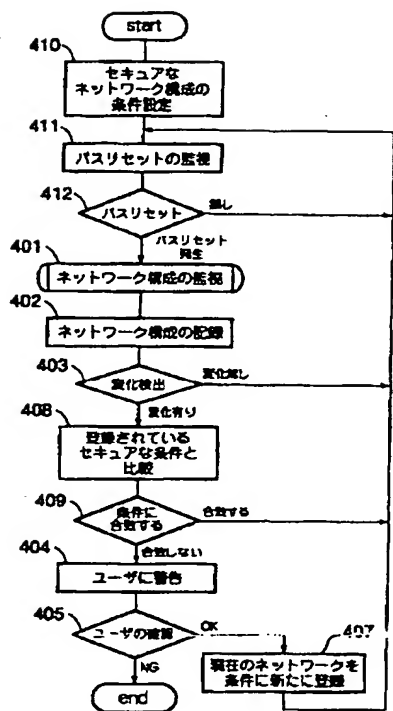 start
410
セキュアな
ネットワーク構成の
条件設定
411
バスリセットの監視
412
バスリセット
無し
バスリセット
発生
401
ネットワーク構成の監視
402
ネットワーク構成の記録
403
変化検出
変化無し
変化有り
408
登録されている
セキュアな条件と
比較
409
条件に
合致する
合致する
合致しない
404
ユーザに警告
405
ユーザの確認
OK
NG
407
現在のネットワークを
条件に新たに登録
end